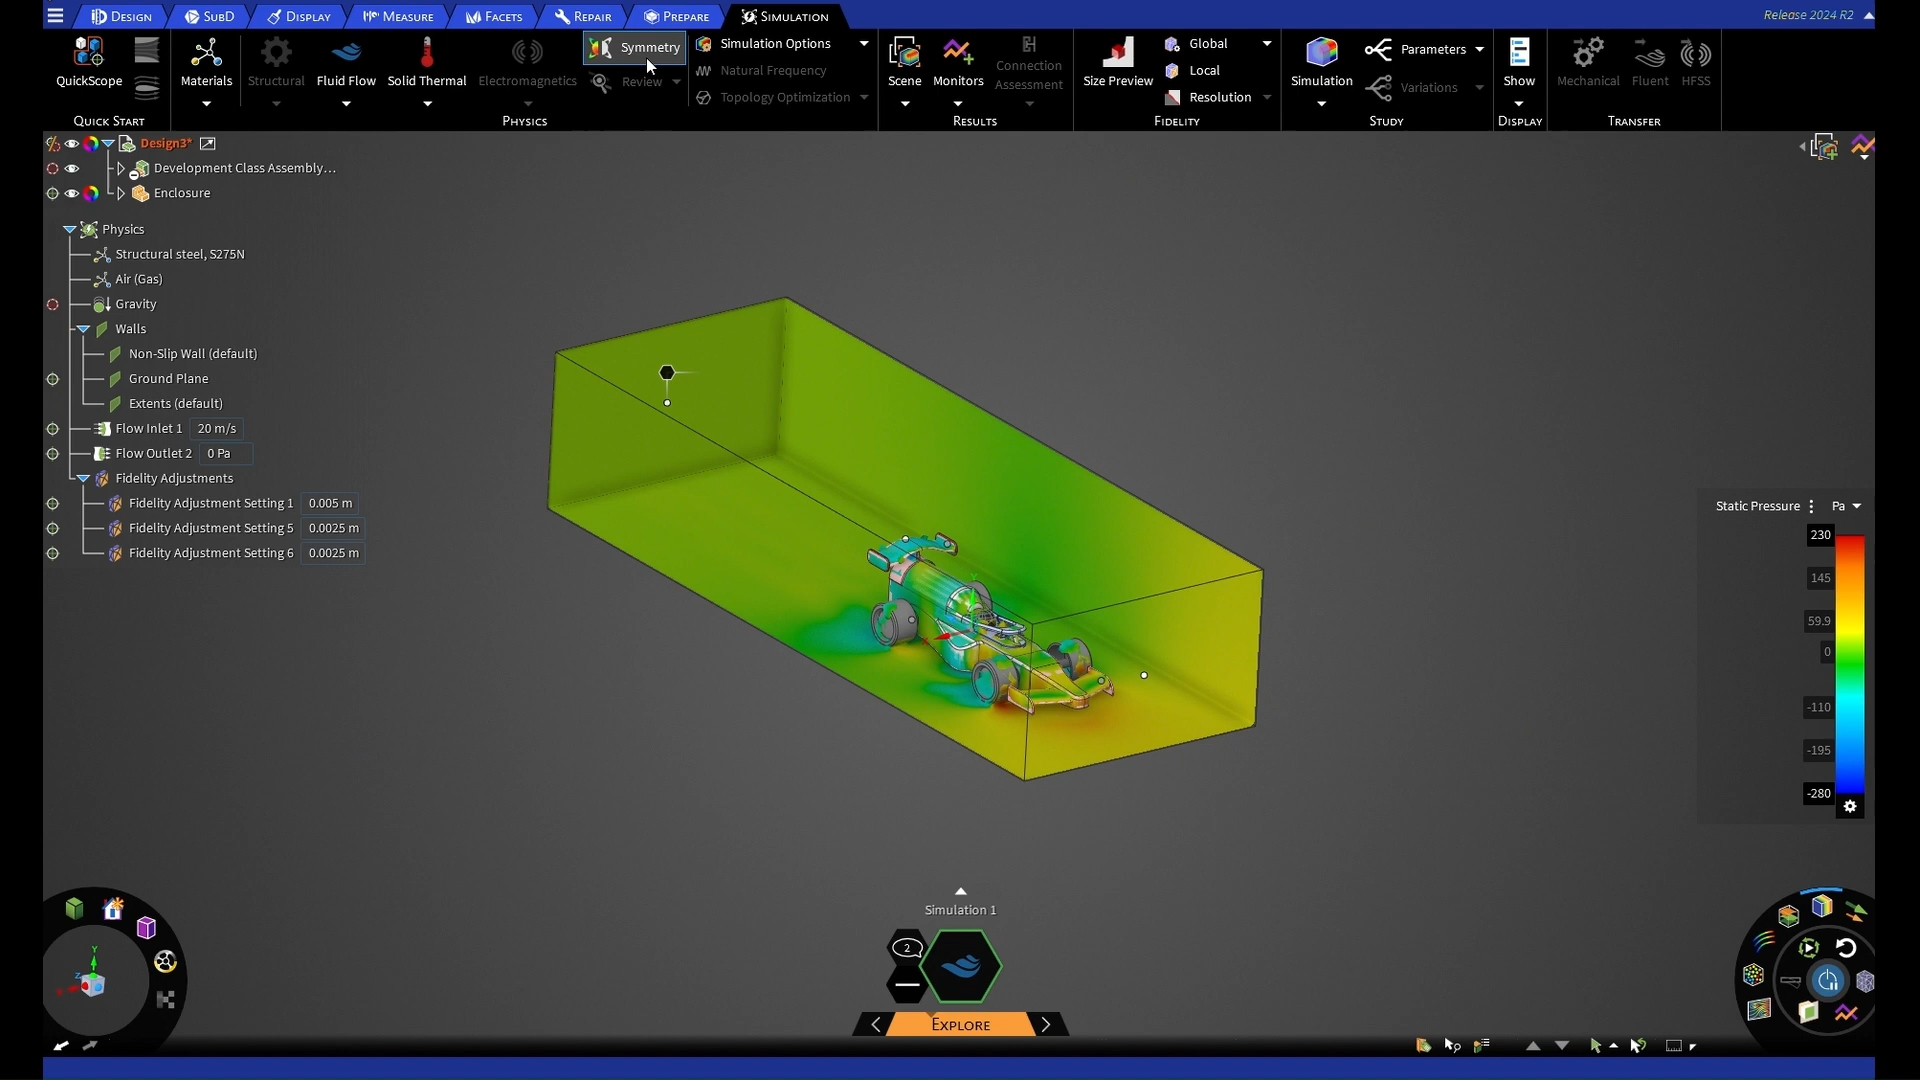 DESIGN SUBD DISPLAY MEASURE FACETS REPAIR PREPARE SIMULATION Release 2024 R2
QuickScope Materials Structural Fluid Flow Solid Thermal Electromagnetics Symmetry Review Simulation Options Natural Frequency Topology Optimization Scene Monitors Connection Assessment Size Preview Global Local Resolution Simulation Parameters Variations Show Mechanical Fluent HFSS
QUICK START PHYSICS RESULTS FIDELITY STUDY DISPLAY TRANSFER
Design3*
Development Class Assembly...
Enclosure
Physics
Structural steel, S275N
Air (Gas)
Gravity
Walls
Non-Slip Wall (default)
Ground Plane
Extents (default)
Flow Inlet 1 20 m/s
Flow Outlet 2 0 Pa
Fidelity Adjustments
Fidelity Adjustment Setting 1 0.005 m
Fidelity Adjustment Setting 5 0.0025 m
Fidelity Adjustment Setting 6 0.0025 m
Static Pressure Pa
230
145
59.9
0
-110
-195
-280
Y
Z
Simulation 1
2
EXPLORE